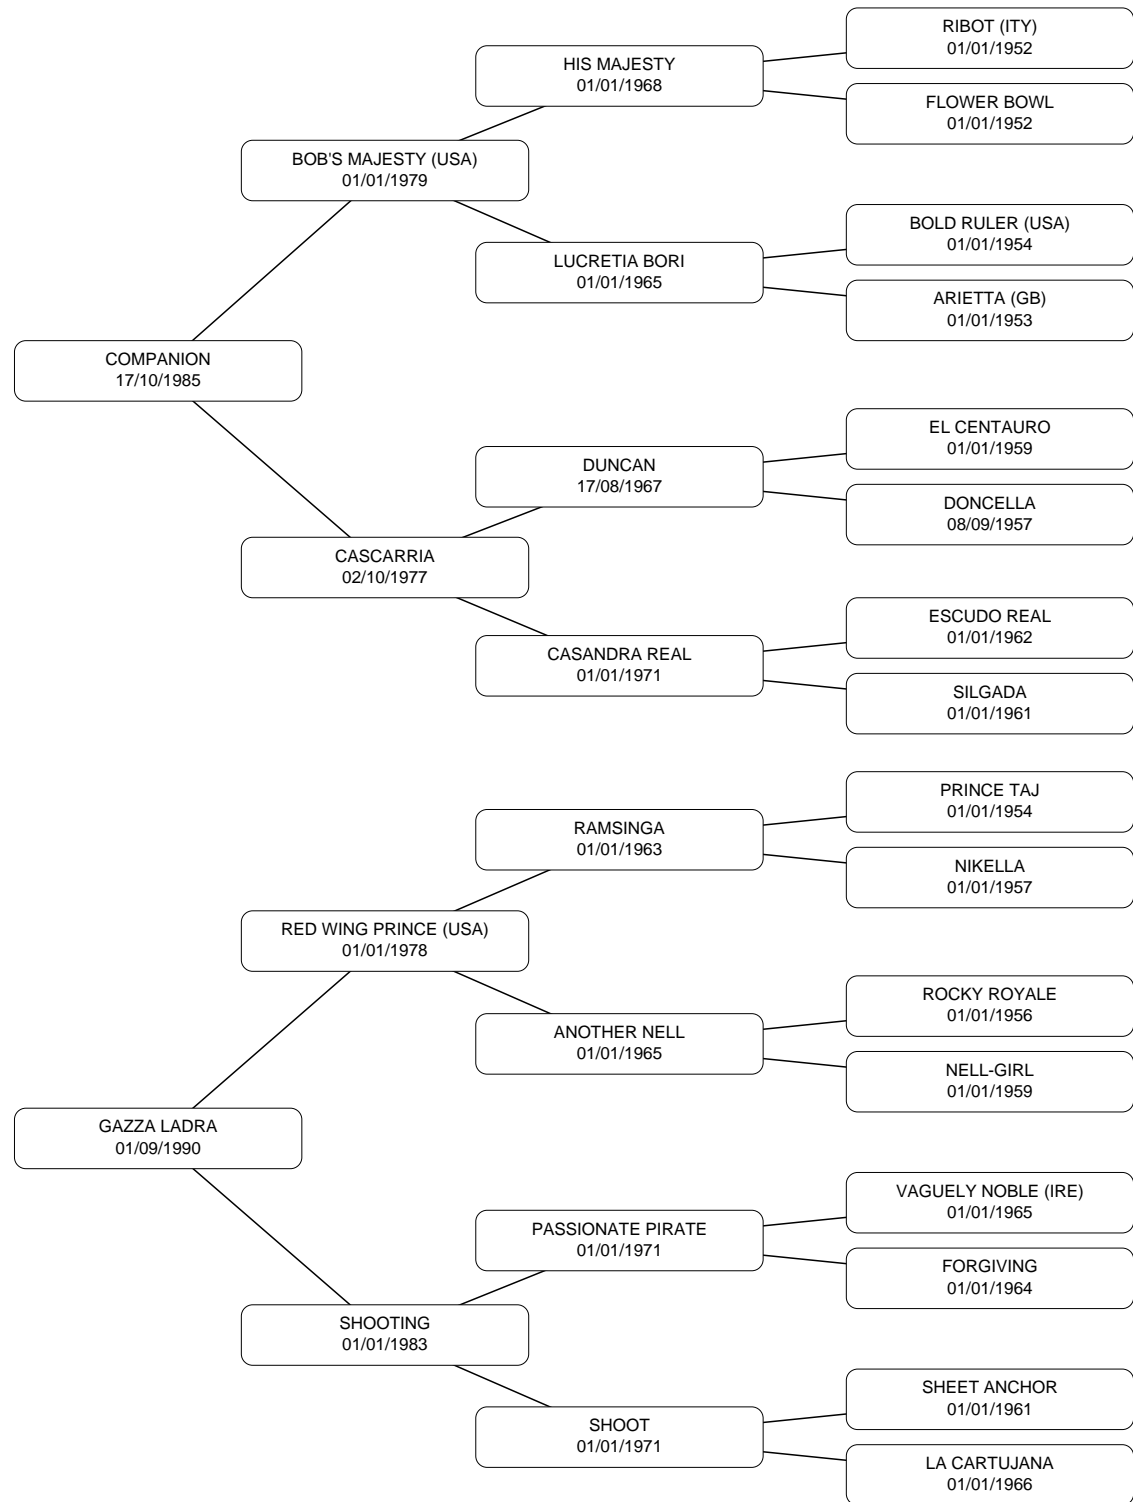 RIBOT (ITY)
01/01/1952
HIS MAJESTY
01/01/1968
FLOWER BOWL
01/01/1952
BOB'S MAJESTY (USA)
01/01/1979
BOLD RULER (USA)
01/01/1954
LUCRETIA BORI
01/01/1965
ARIETTA (GB)
01/01/1953
COMPANION
17/10/1985
EL CENTAURO
01/01/1959
DUNCAN
17/08/1967
DONCELLA
08/09/1957
CASCARRIA
02/10/1977
ESCUDO REAL
01/01/1962
CASANDRA REAL
01/01/1971
SILGADA
01/01/1961
PRINCE TAJ
01/01/1954
RAMSINGA
01/01/1963
NIKELLA
01/01/1957
RED WING PRINCE (USA)
01/01/1978
ROCKY ROYALE
01/01/1956
ANOTHER NELL
01/01/1965
NELL-GIRL
01/01/1959
GAZZA LADRA
01/09/1990
VAGUELY NOBLE (IRE)
01/01/1965
PASSIONATE PIRATE
01/01/1971
FORGIVING
01/01/1964
SHOOTING
01/01/1983
SHEET ANCHOR
01/01/1961
SHOOT
01/01/1971
LA CARTUJANA
01/01/1966